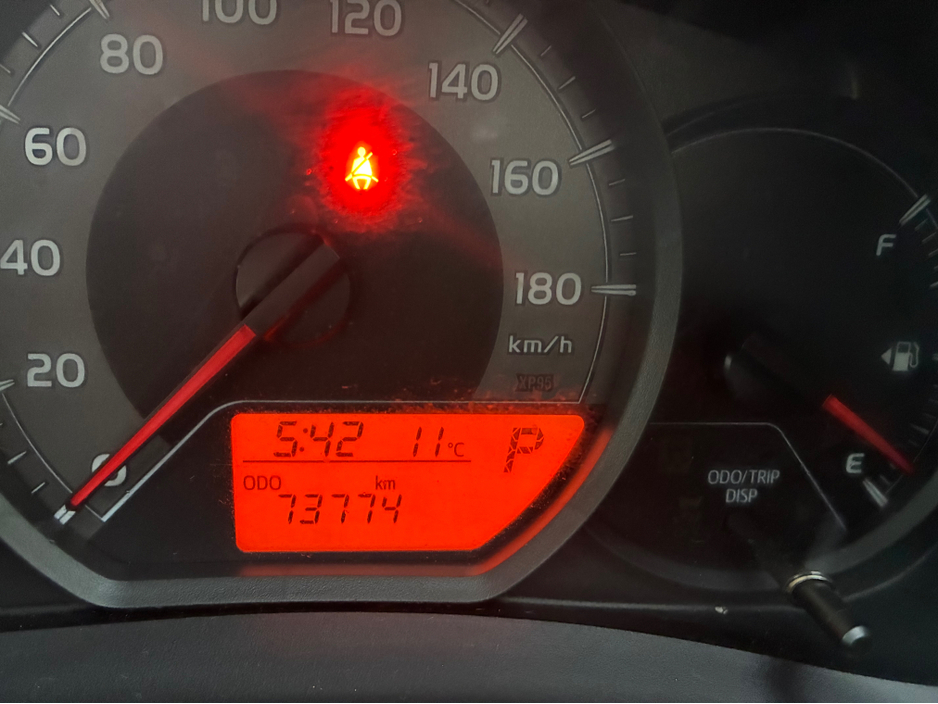 100 120
80 140
60 160
40 180
km/h
20 XP95
0
5:42 11°C P
ODO km
73774
F
E
ODO/TRIP
DISP